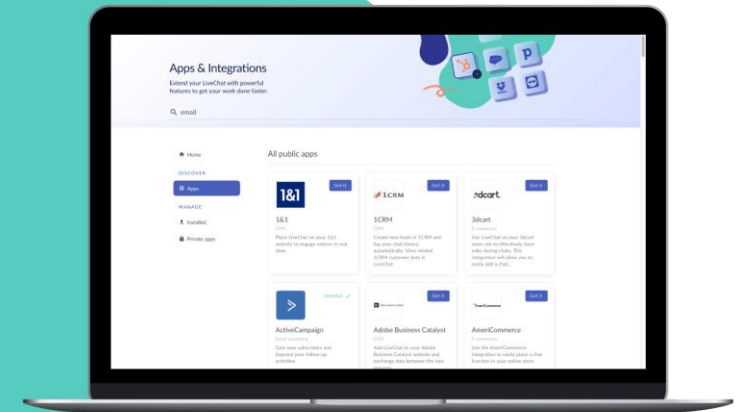 Apps & Integrations
Extend your LiveChat with powerful
features to get your work done faster.
email
Home
All public apps
DISCOVER
Apps
MANAGE
Installed
Private apps
Get it
1&1
1&1
CMS
Place LiveChat on your 1&1
website to engage visitors in real
time.
Get it
1CRM
1CRM
CRM
Create new leads in 1CRM and
log your chat history
automatically. View related
1CRM customer data in
LiveChat.
Get it
3dcart
3dcart
E-commerce
Use LiveChat on your 3dcart
store site to effectively close
sales during chats. This
integration will allow you to
easily add a chat...
Installed
ActiveCampaign
Email marketing
Gain new subscribers and
improve your follow up
activities.
Get it
Adobe Business Catalyst
CMS
Add LiveChat to your Adobe
Business Catalyst website and
exchange data between the two
Get it
AmeriCommerce
AmeriCommerce
E-commerce
Use the AmeriCommerce
integration to easily place a chat
function in your online store.